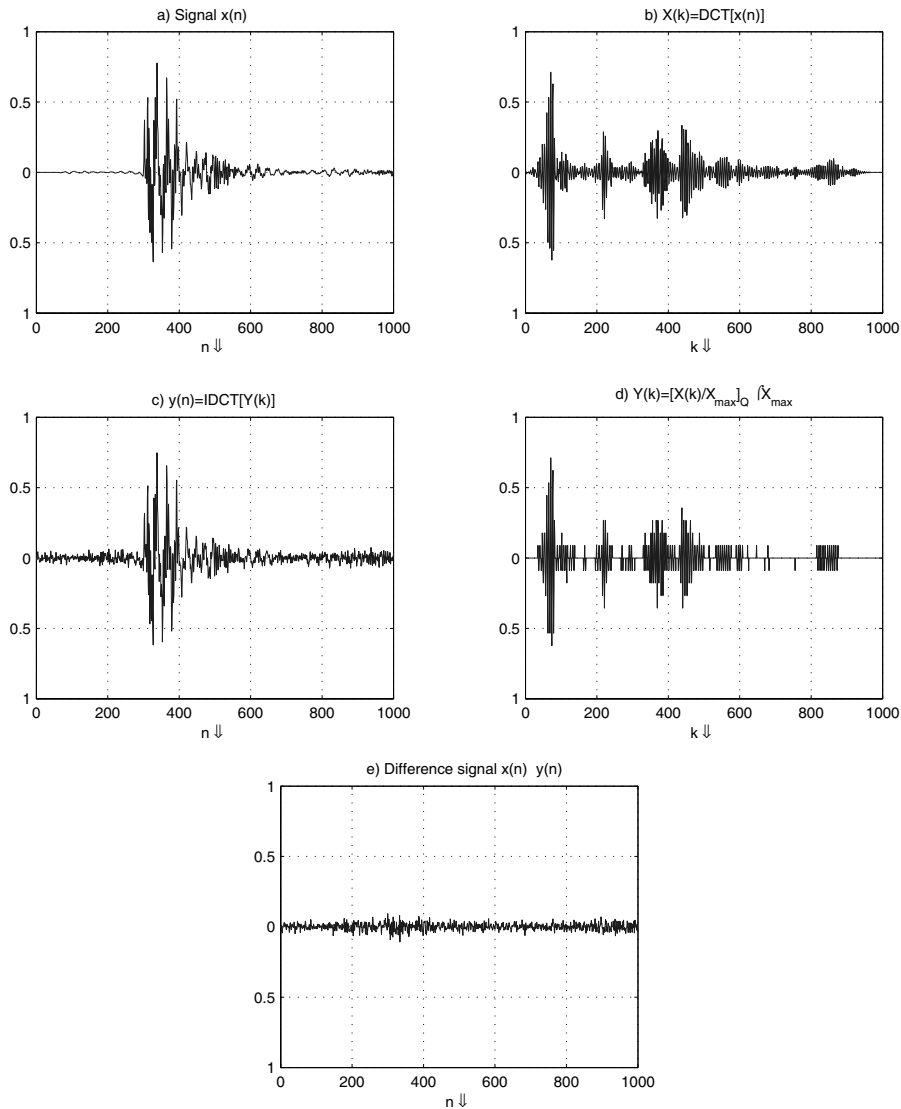 a) Signal x(n)
1
0.5
0
0.5
1
0 200 400 600 800 1000
n ⇓
b) X(k)=DCT[x(n)]
1
0.5
0
0.5
1
0 200 400 600 800 1000
k ⇓
c) y(n)=IDCT[Y(k)]
1
0.5
0
0.5
1
0 200 400 600 800 1000
n ⇓
d) Y(k)=[X(k)/X_max]_Q ⌠X_max
1
0.5
0
0.5
1
0 200 400 600 800 1000
k ⇓
e) Difference signal x(n) y(n)
1
0.5
0
0.5
1
0 200 400 600 800 1000
n ⇓